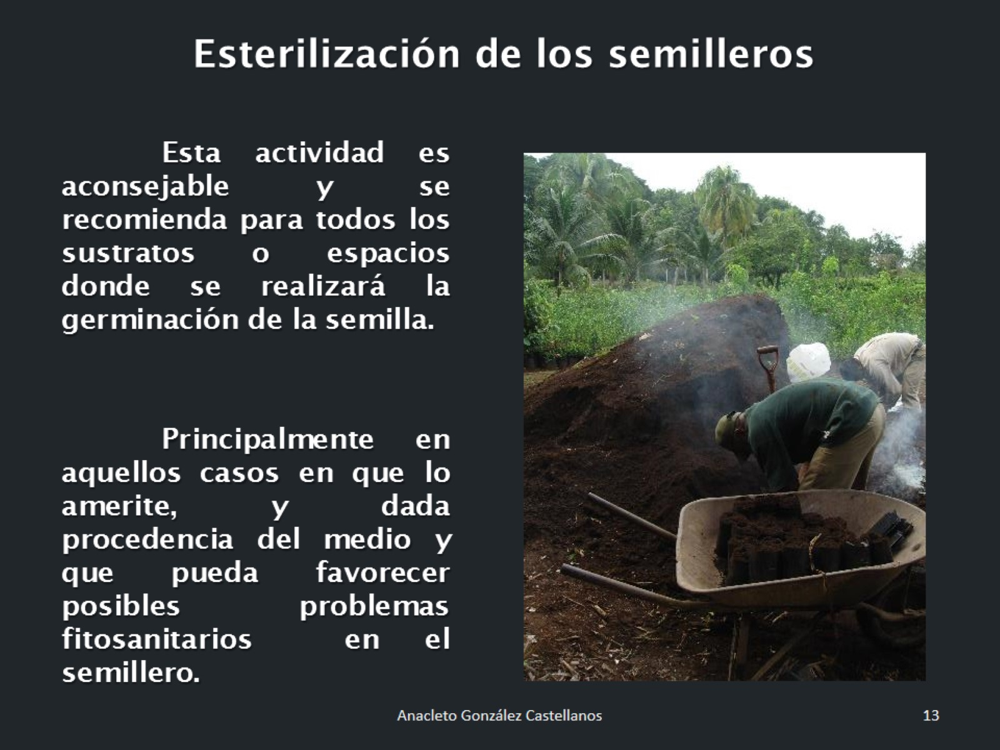 Esterilización de los semilleros
Esta actividad es
aconsejable y se
recomienda para todos los
sustratos o espacios
donde se realizará la
germinación de la semilla.
Principalmente en
aquellos casos en que lo
amerite, y dada
procedencia del medio y
que pueda favorecer
posibles problemas
fitosanitarios en el
semillero.
Anacleto González Castellanos
13